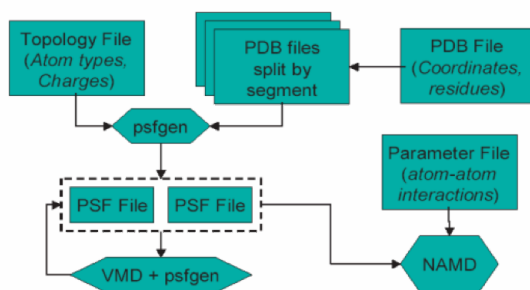 Topology File
(Atom types,
Charges)
PDB files
split by
segment
PDB File
(Coordinates,
residues)
psfgen
Parameter File
(atom-atom
interactions)
PSF File
PSF File
VMD + psfgen
NAMD